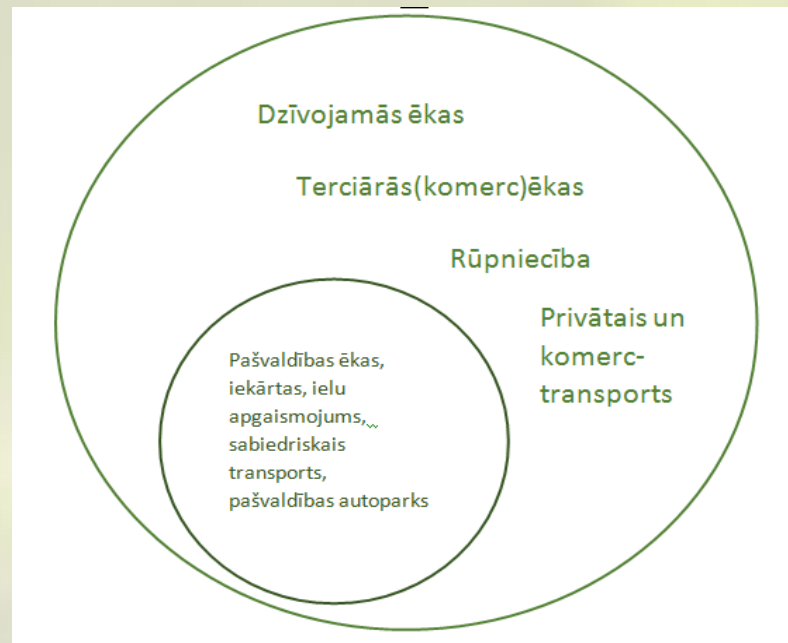 Dzīvojamās ēkas
Terciārās(komerc)ēkas
Rūpniecība
Privātais un
komerc-
transports
Pašvaldības ēkas,
iekārtas, ielu
apgaismojums,
sabiedriskais
transports,
pašvaldības autoparks